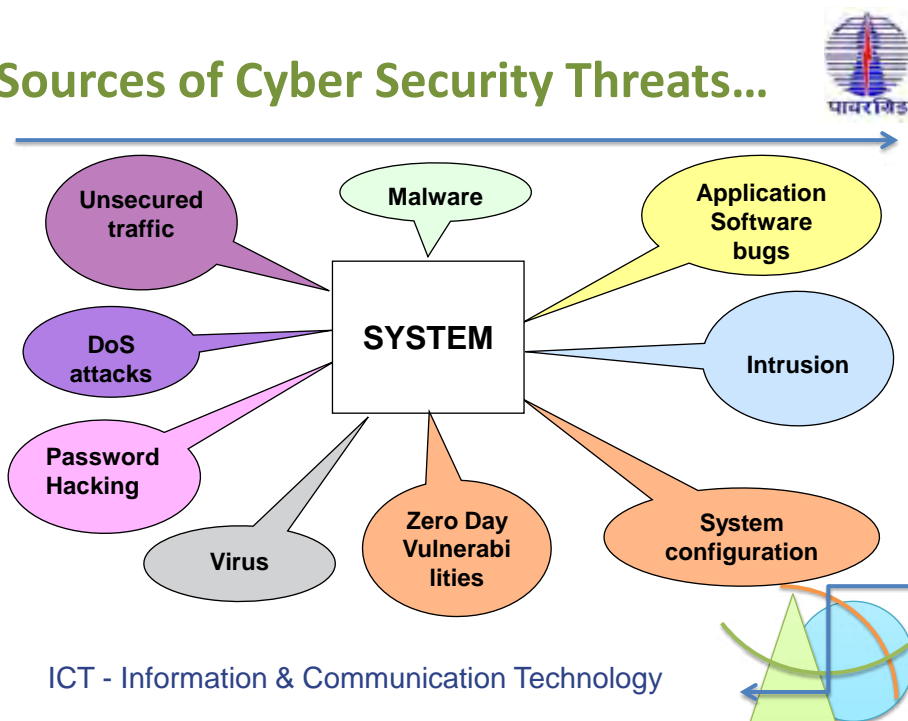 Sources of Cyber Security Threats...
पावरग्रिड
Unsecured
traffic
Malware
Application
Software
bugs
DoS
attacks
SYSTEM
Intrusion
Password
Hacking
Virus
Zero Day
Vulnerabi
lities
System
configuration
ICT - Information & Communication Technology